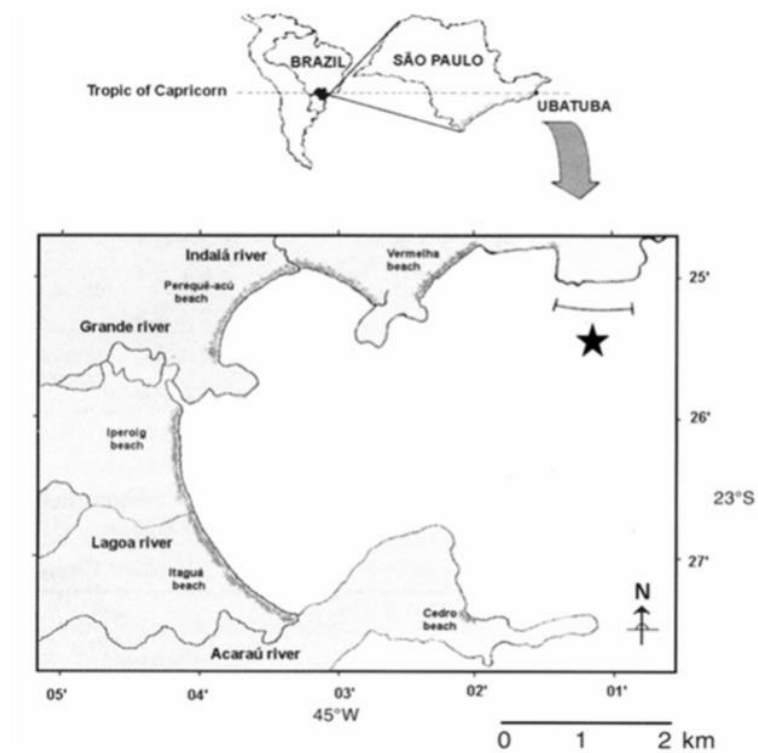 BRAZIL
SÃO PAULO
Tropic of Capricorn
UBATUBA
Indalá river
Vermelha
beach
25'
Perequê-acú
beach
Grande river
26'
Iperoig
beach
23°S
Lagoa river
27'
Itaguá
beach
N
Cedro
beach
Acaraú river
05'
04'
03'
02'
01'
45°W
0 1 2 km